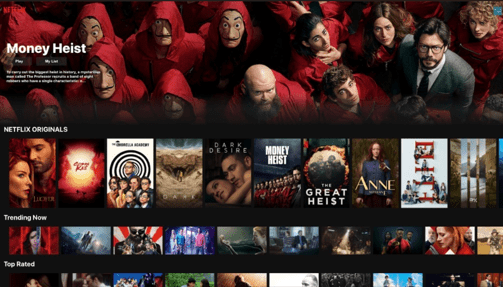 NETFLIX
Money Heist
Play
My List
To carry out the biggest heist in history, a mysterious
man called The Professor recruits a band of eight
robbers who have a single characteristic: n..
NETFLIX ORIGINALS
LUCIFER
THE UMBRELLA ACADEMY
DARK
DESIRE
MONEY
HEIST
THE
GREAT
HEIST
ANNE
Trending Now
Top Rated